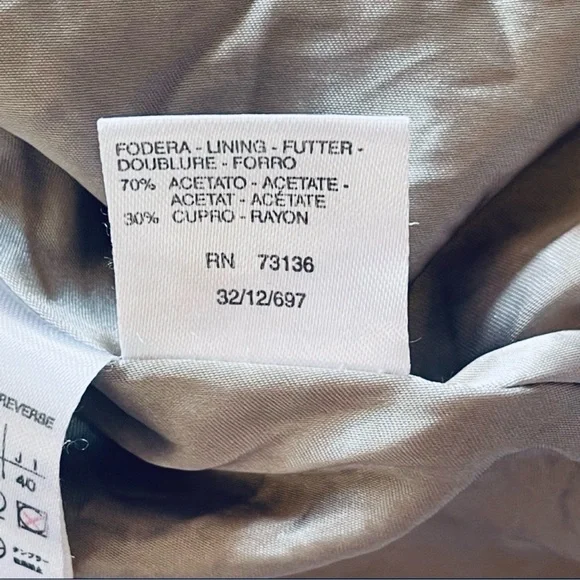 FODERA - LINING - FUTTER -
DOUBLURE - FORRO
70% ACETATO - ACETATE -
ACETAT - ACÉTATE
30% CUPRO - RAYON
RN 73136
32/12/697
REVERSE
J I
40